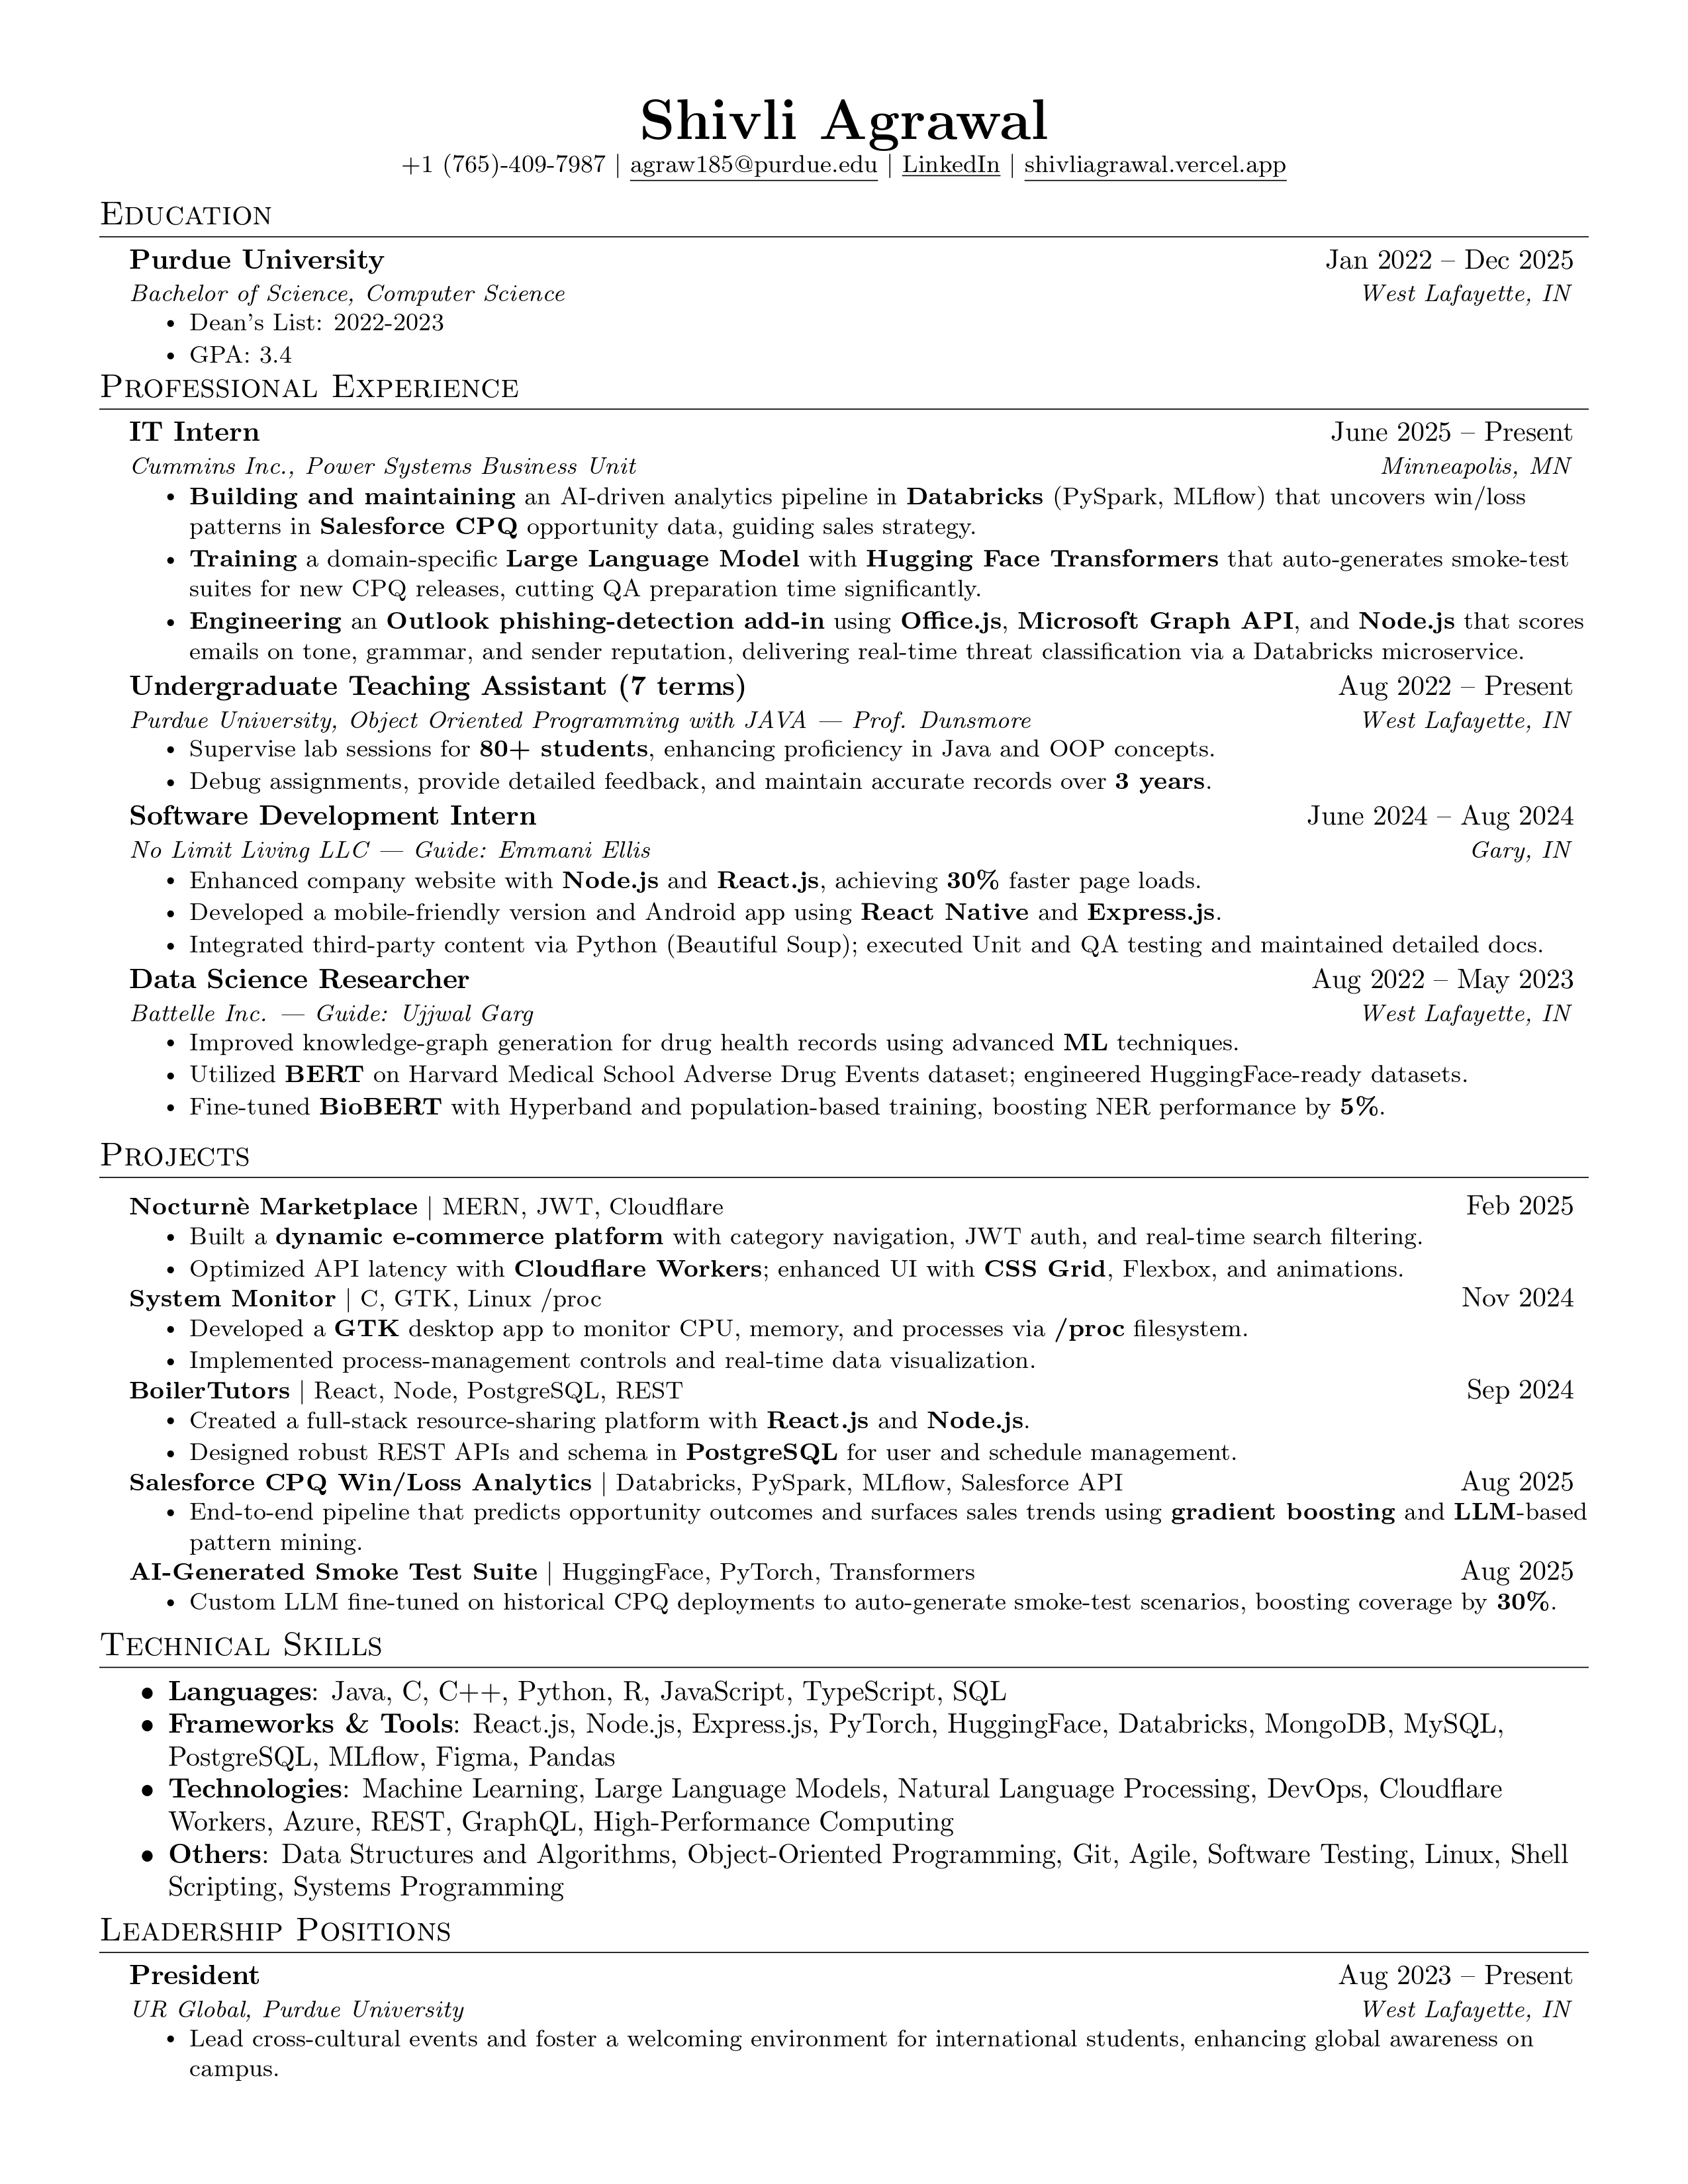 Shivli Agrawal
+1 (765)-409-7987 | agraw185@purdue.edu | LinkedIn | shivliagrawal.vercel.app
Education
Purdue University Jan 2022 – Dec 2025
Bachelor of Science, Computer Science West Lafayette, IN
• Dean's List: 2022-2023
• GPA: 3.4
Professional Experience
IT Intern June 2025 – Present
Cummins Inc., Power Systems Business Unit Minneapolis, MN
• Building and maintaining an AI-driven analytics pipeline in Databricks (PySpark, MLflow) that uncovers win/loss
patterns in Salesforce CPQ opportunity data, guiding sales strategy.
• Training a domain-specific Large Language Model with Hugging Face Transformers that auto-generates smoke-test
suites for new CPQ releases, cutting QA preparation time significantly.
• Engineering an Outlook phishing-detection add-in using Office.js, Microsoft Graph API, and Node.js that scores
emails on tone, grammar, and sender reputation, delivering real-time threat classification via a Databricks microservice.
Undergraduate Teaching Assistant (7 terms) Aug 2022 – Present
Purdue University, Object Oriented Programming with JAVA — Prof. Dunsmore West Lafayette, IN
• Supervise lab sessions for 80+ students, enhancing proficiency in Java and OOP concepts.
• Debug assignments, provide detailed feedback, and maintain accurate records over 3 years.
Software Development Intern June 2024 – Aug 2024
No Limit Living LLC — Guide: Emmani Ellis Gary, IN
• Enhanced company website with Node.js and React.js, achieving 30% faster page loads.
• Developed a mobile-friendly version and Android app using React Native and Express.js.
• Integrated third-party content via Python (Beautiful Soup); executed Unit and QA testing and maintained detailed docs.
Data Science Researcher Aug 2022 – May 2023
Battelle Inc. — Guide: Ujjwal Garg West Lafayette, IN
• Improved knowledge-graph generation for drug health records using advanced ML techniques.
• Utilized BERT on Harvard Medical School Adverse Drug Events dataset; engineered HuggingFace-ready datasets.
• Fine-tuned BioBERT with Hyperband and population-based training, boosting NER performance by 5%.
Projects
Nocturnè Marketplace | MERN, JWT, Cloudflare Feb 2025
• Built a dynamic e-commerce platform with category navigation, JWT auth, and real-time search filtering.
• Optimized API latency with Cloudflare Workers; enhanced UI with CSS Grid, Flexbox, and animations.
System Monitor | C, GTK, Linux /proc Nov 2024
• Developed a GTK desktop app to monitor CPU, memory, and processes via /proc filesystem.
• Implemented process-management controls and real-time data visualization.
BoilerTutors | React, Node, PostgreSQL, REST Sep 2024
• Created a full-stack resource-sharing platform with React.js and Node.js.
• Designed robust REST APIs and schema in PostgreSQL for user and schedule management.
Salesforce CPQ Win/Loss Analytics | Databricks, PySpark, MLflow, Salesforce API Aug 2025
• End-to-end pipeline that predicts opportunity outcomes and surfaces sales trends using gradient boosting and LLM-based
pattern mining.
AI-Generated Smoke Test Suite | HuggingFace, PyTorch, Transformers Aug 2025
• Custom LLM fine-tuned on historical CPQ deployments to auto-generate smoke-test scenarios, boosting coverage by 30%.
Technical Skills
• Languages: Java, C, C++, Python, R, JavaScript, TypeScript, SQL
• Frameworks & Tools: React.js, Node.js, Express.js, PyTorch, HuggingFace, Databricks, MongoDB, MySQL,
PostgreSQL, MLflow, Figma, Pandas
• Technologies: Machine Learning, Large Language Models, Natural Language Processing, DevOps, Cloudflare
Workers, Azure, REST, GraphQL, High-Performance Computing
• Others: Data Structures and Algorithms, Object-Oriented Programming, Git, Agile, Software Testing, Linux, Shell
Scripting, Systems Programming
Leadership Positions
President Aug 2023 – Present
UR Global, Purdue University West Lafayette, IN
• Lead cross-cultural events and foster a welcoming environment for international students, enhancing global awareness on
campus.